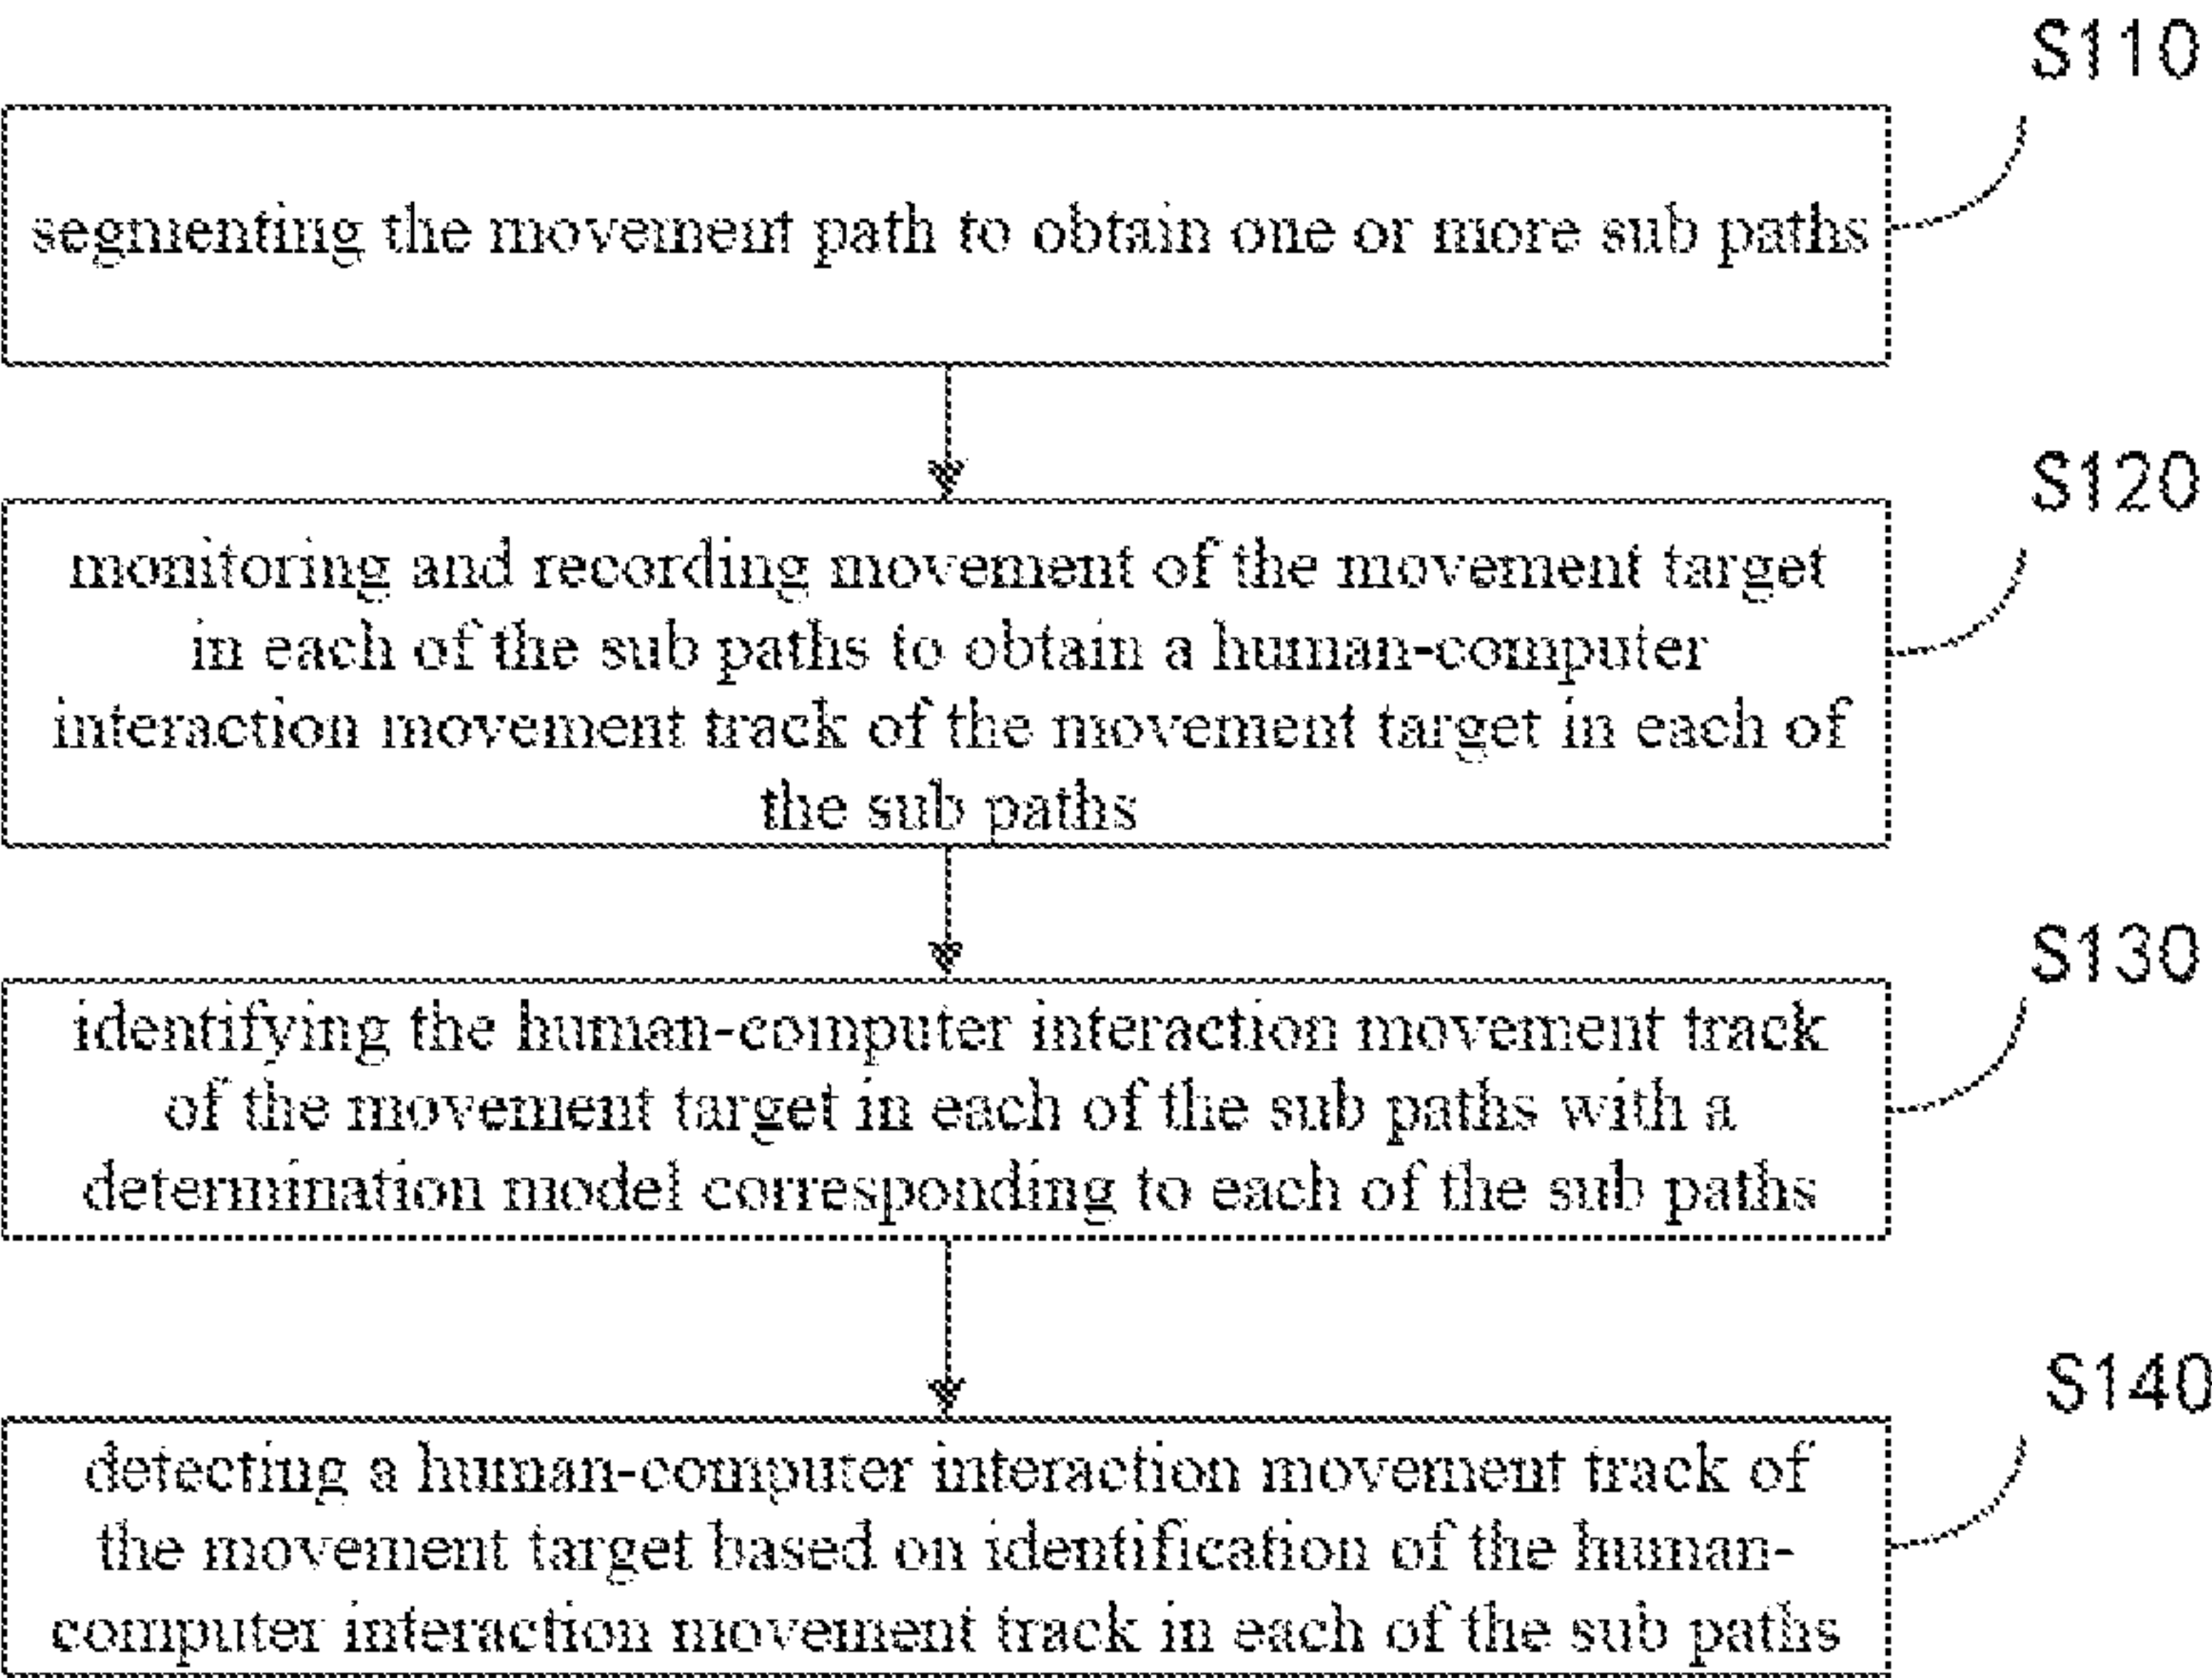 S110
segmenting the movement path to obtain one or more sub paths
S120
monitoring and recording movement of the movement target
in each of the sub paths to obtain a human-computer
interaction movement track of the movement target in each of
the sub paths
S130
identifying the human-computer interaction movement track
of the movement target in each of the sub paths with a
determination model corresponding to each of the sub paths
S140
detecting a human-computer interaction movement track of
the movement target based on identification of the human-
computer interaction movement track in each of the sub paths